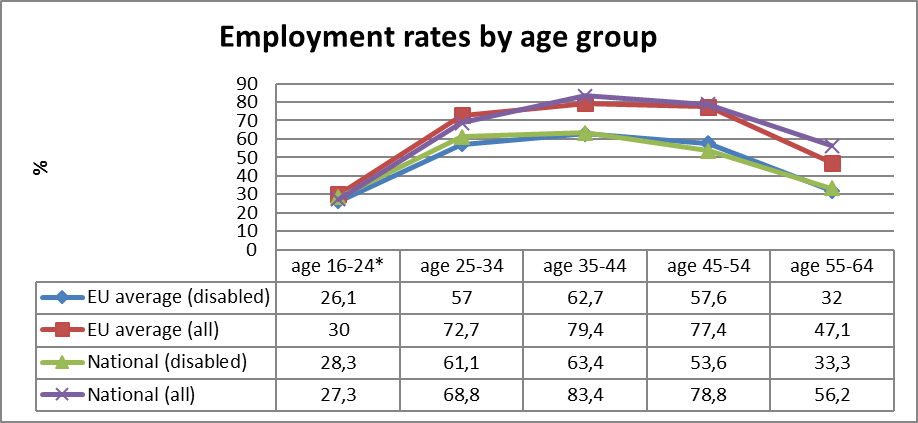 Employment rates by age group
%
90
80
70
60
50
40
30
20
10
0
age 16-24* age 25-34 age 35-44 age 45-54 age 55-64
EU average (disabled) 26,1 57 62,7 57,6 32
EU average (all) 30 72,7 79,4 77,4 47,1
National (disabled) 28,3 61,1 63,4 53,6 33,3
National (all) 27,3 68,8 83,4 78,8 56,2